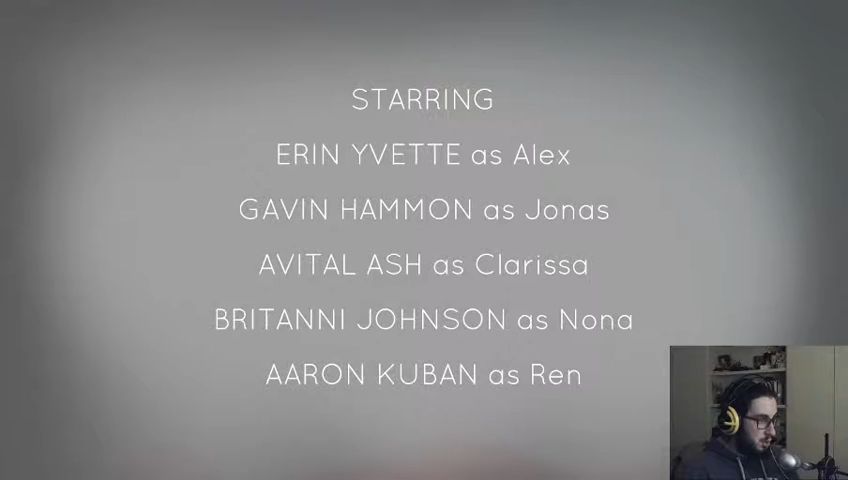 STARRING
ERIN YVETTE as Alex
GAVIN HAMMON as Jonas
AVITAL ASH as Clarissa
BRITANNI JOHNSON as Nona
AARON KUBAN as Ren